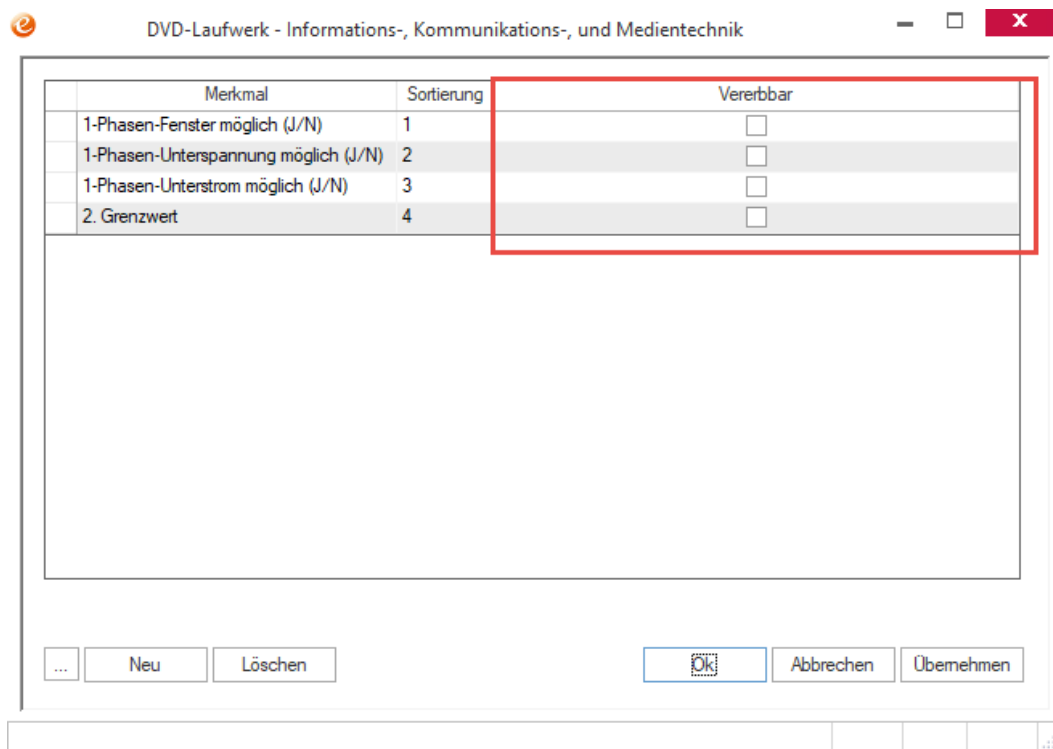 DVD-Laufwerk - Informations-, Kommunikations-, und Medientechnik
Merkmal Sortierung Vererbbar
1-Phasen-Fenster möglich (J/N) 1
1-Phasen-Unterspannung möglich (J/N) 2
1-Phasen-Unterstrom möglich (J/N) 3
2. Grenzwert 4
... Neu Löschen Ok Abbrechen Übernehmen